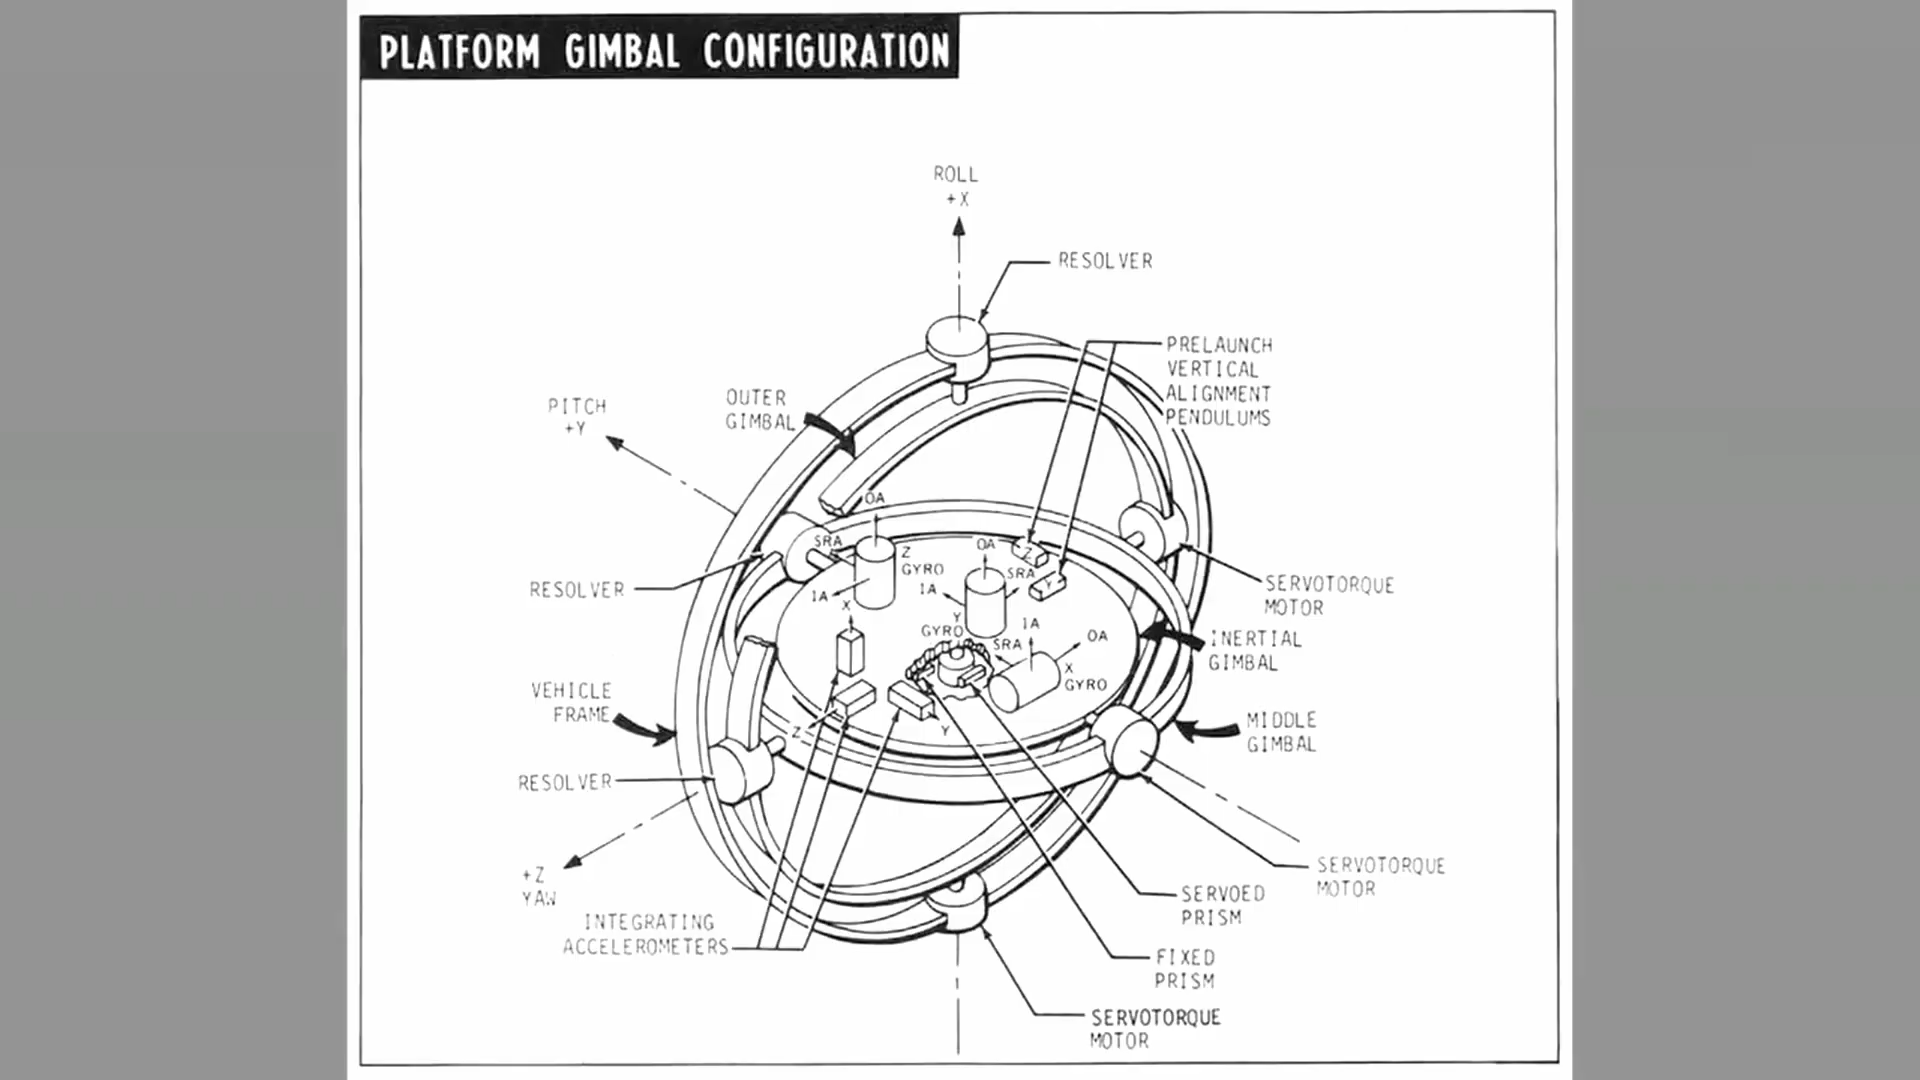 PLATFORM GIMBAL CONFIGURATION
ROLL
+X
RESOLVER
PRELAUNCH
VERTICAL
ALIGNMENT
PENDULUMS
OUTER
GIMBAL
PITCH
+Y
OA
SRA
Z
GYRO
IA
X
OA
SRA
IA
Y
GYRO
Z
Y
RESOLVER
SERVOTORQUE
MOTOR
IA
OA
SRA
X
GYRO
INERTIAL
GIMBAL
VEHICLE
FRAME
Z
Y
MIDDLE
GIMBAL
RESOLVER
+Z
YAW
SERVOTORQUE
MOTOR
INTEGRATING
ACCELEROMETERS
SERVOED
PRISM
FIXED
PRISM
SERVOTORQUE
MOTOR